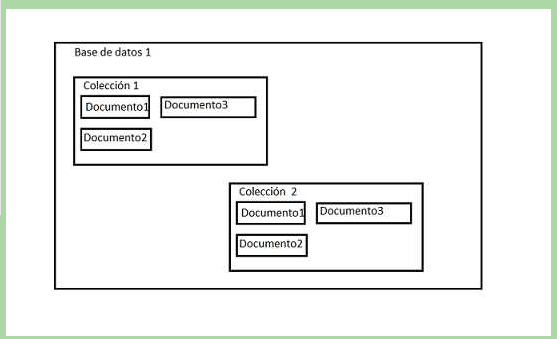 Base de datos 1
Colección 1
Documento1
Documento3
Documento2
Colección 2
Documento1
Documento3
Documento2